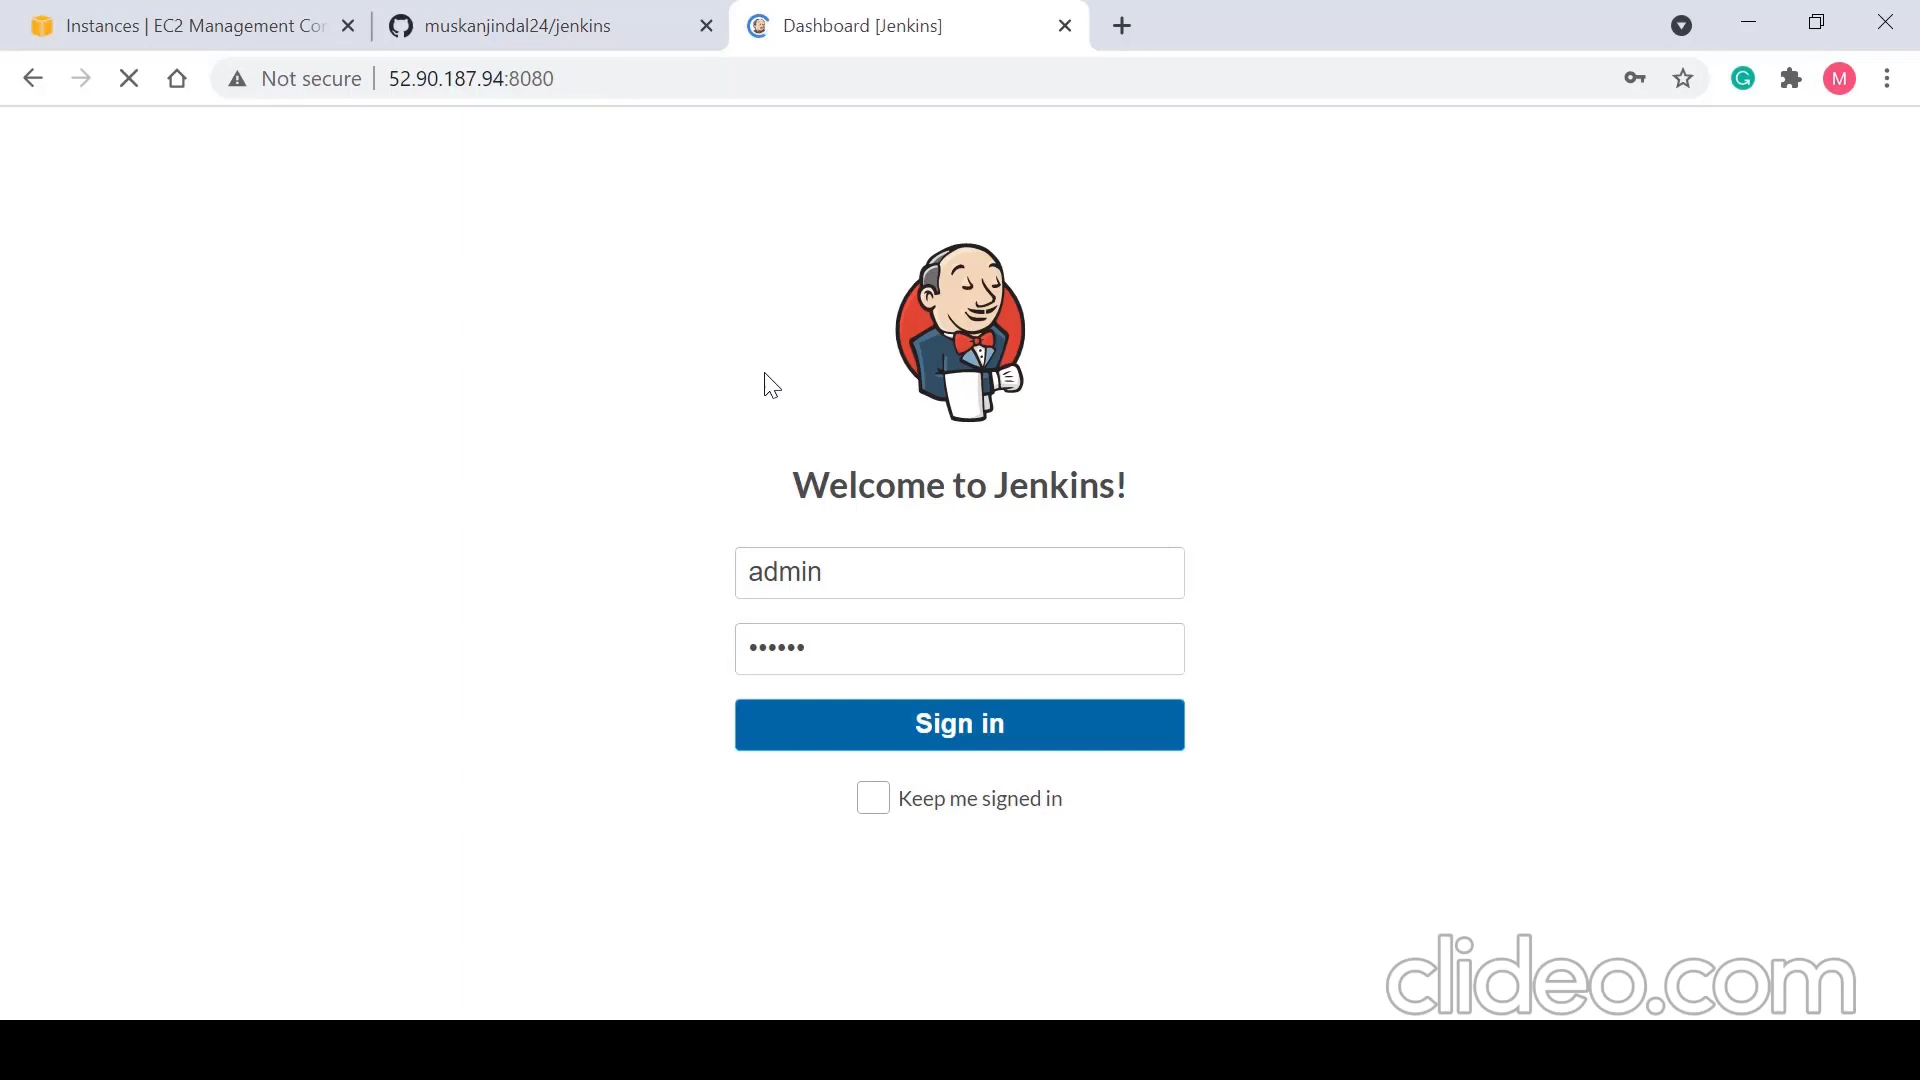 Instances | EC2 Management Con
muskanjindal24/jenkins
Dashboard [Jenkins]
Not secure
52.90.187.94:8080
M
Welcome to Jenkins!
admin
••••••
Sign in
Keep me signed in
clideo.com